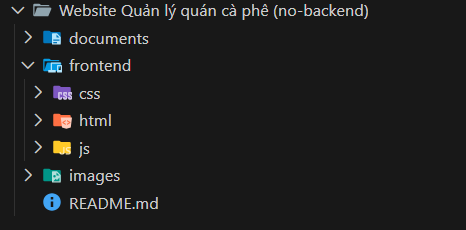 Website Quản lý quán cà phê (no-backend)
documents
frontend
css
html
js
images
README.md